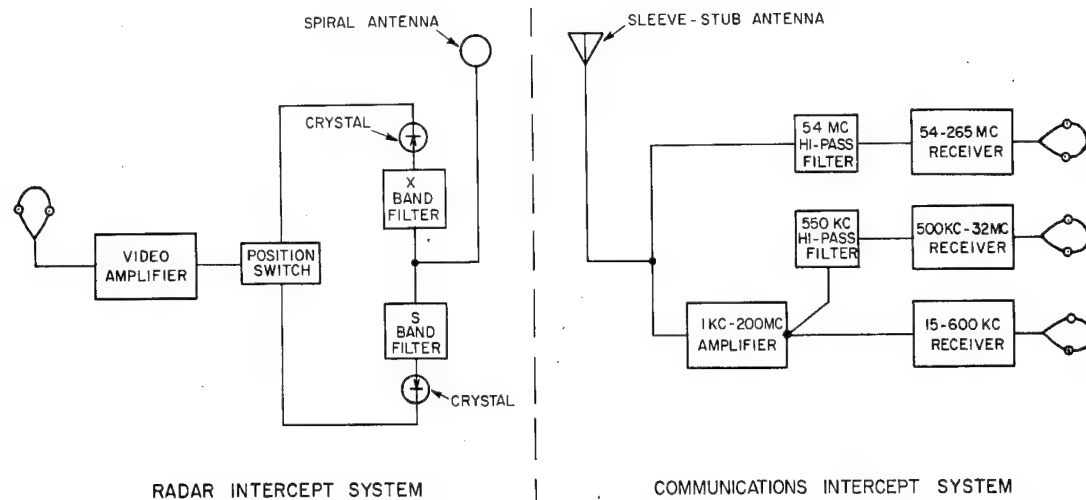 SPIRAL ANTENNA
CRYSTAL
X
BAND
FILTER
VIDEO
AMPLIFIER
POSITION
SWITCH
S
BAND
FILTER
CRYSTAL
RADAR INTERCEPT SYSTEM
SLEEVE-STUB ANTENNA
54 MC
HI-PASS
FILTER
54-265 MC
RECEIVER
550 KC
HI-PASS
FILTER
500KC-32MC
RECEIVER
1KC-200MC
AMPLIFIER
15-600 KC
RECEIVER
COMMUNICATIONS INTERCEPT SYSTEM